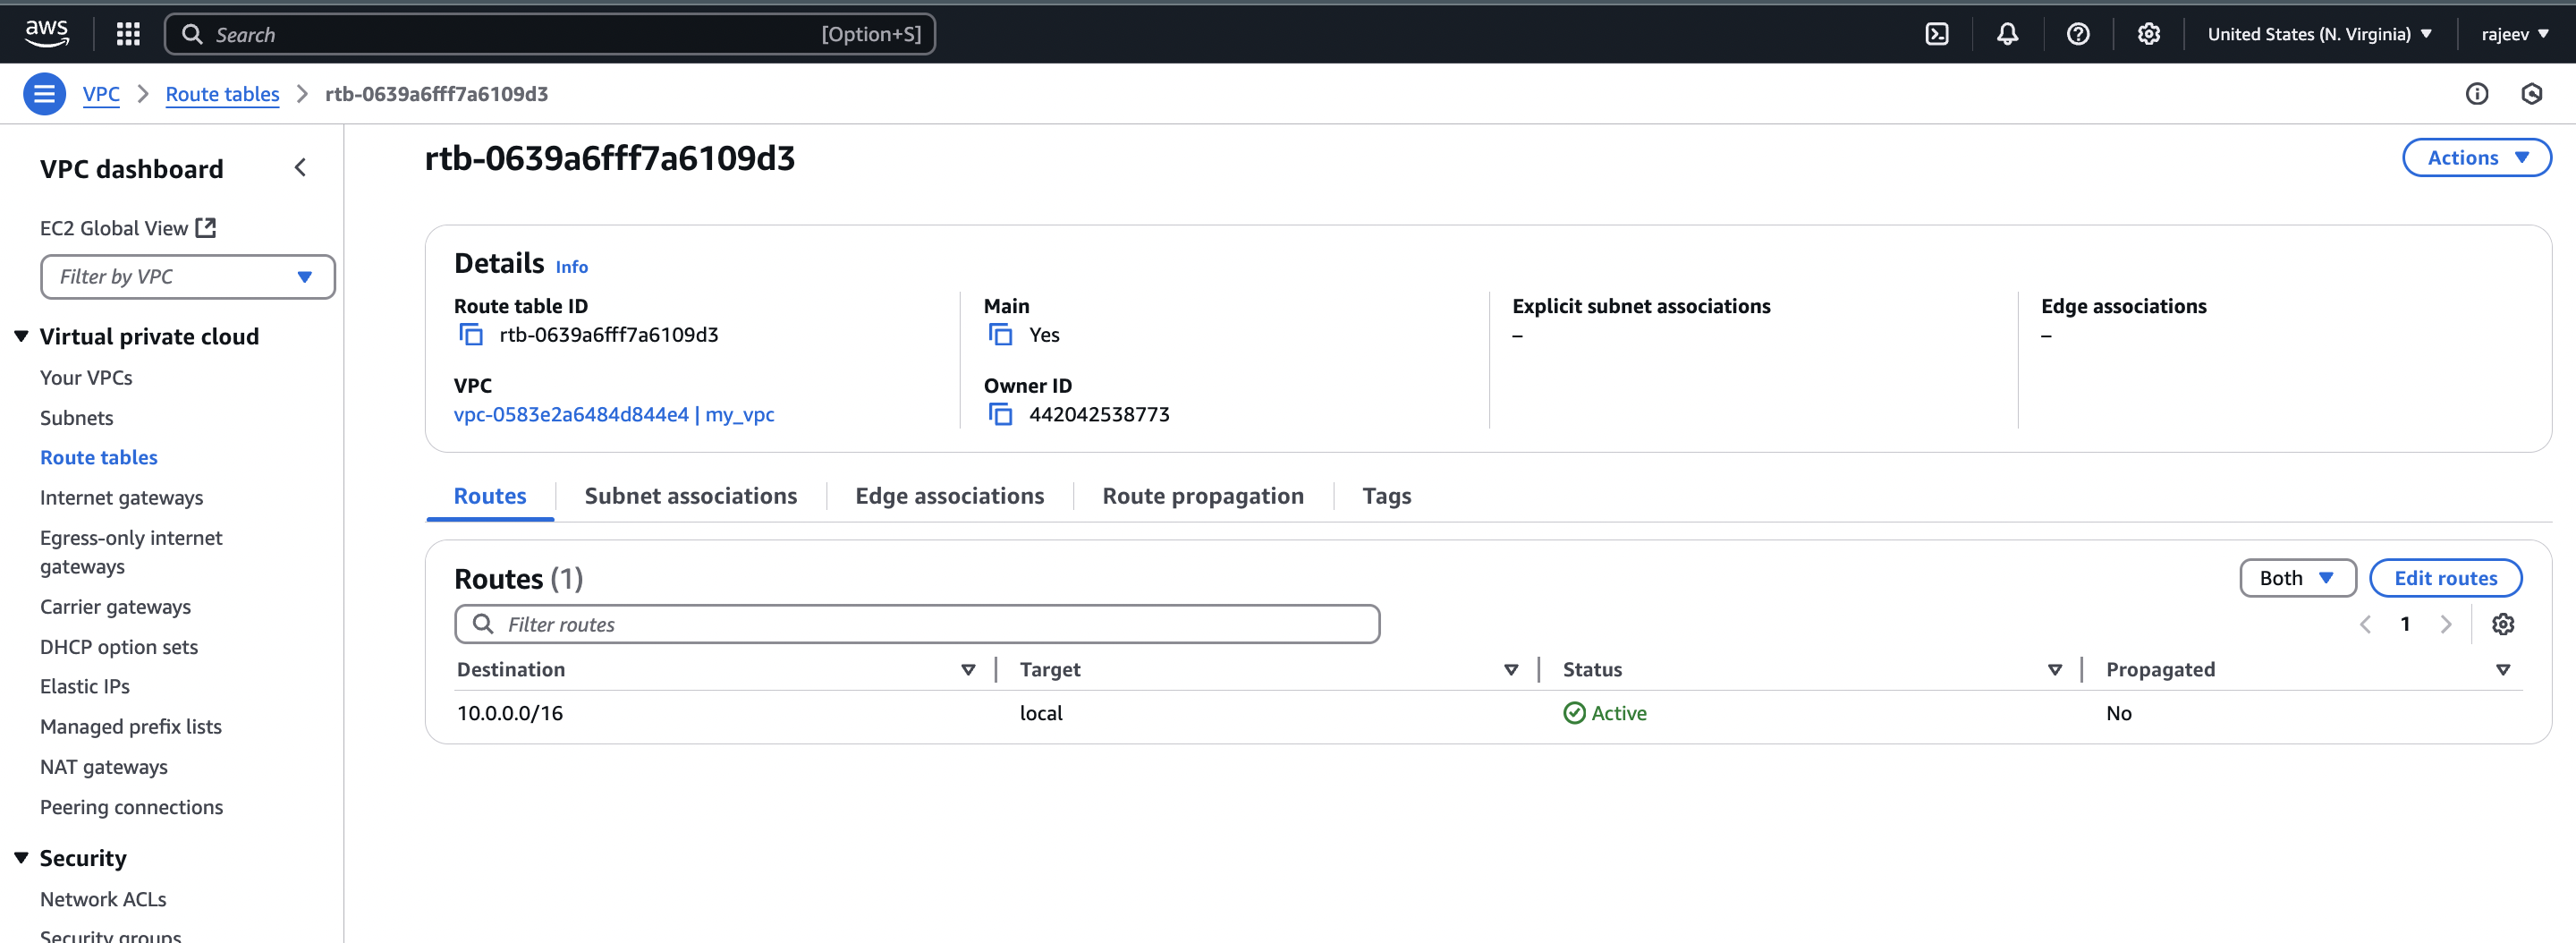 aws
Search [Option+S]
United States (N. Virginia) rajeev
VPC Route tables rtb-0639a6fff7a6109d3
VPC dashboard
EC2 Global View
Filter by VPC
Virtual private cloud
Your VPCs
Subnets
Route tables
Internet gateways
Egress-only internet
gateways
Carrier gateways
DHCP option sets
Elastic IPs
Managed prefix lists
NAT gateways
Peering connections
Security
Network ACLs
Security groups
rtb-0639a6fff7a6109d3
Actions
Details Info
Route table ID
rtb-0639a6fff7a6109d3
Main
Yes
Explicit subnet associations
–
Edge associations
–
VPC
vpc-0583e2a6484d844e4 | my_vpc
Owner ID
442042538773
Routes Subnet associations Edge associations Route propagation Tags
Routes (1)
Both Edit routes
Filter routes
1
Destination Target Status Propagated
10.0.0.0/16 local Active No